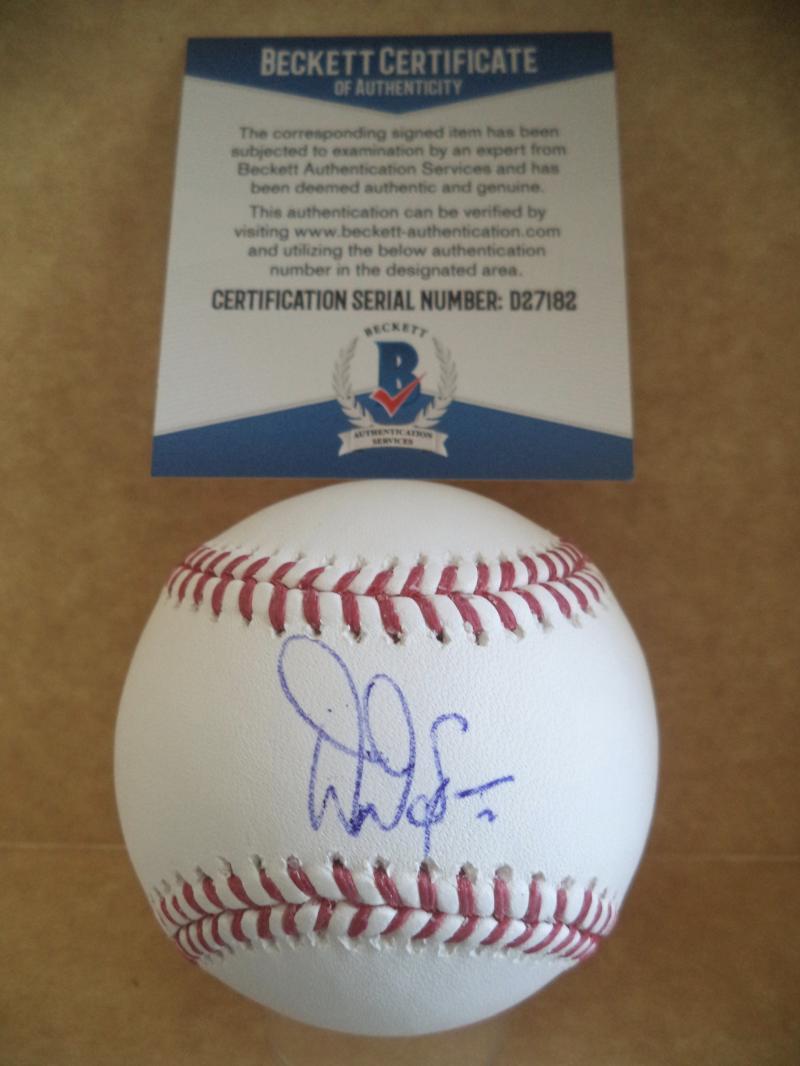 BECKETT CERTIFICATE
OF AUTHENTICITY
The corresponding signed item has been
subjected to examination by an expert from
Beckett Authentication Services and has
been deemed authentic and genuine.
This authentication can be verified by
visiting www.beckett-authentication.com
and utilizing the below authentication
number in the designated area.
CERTIFICATION SERIAL NUMBER: D27182
BECKETT
B
AUTHENTICATION
SERVICES